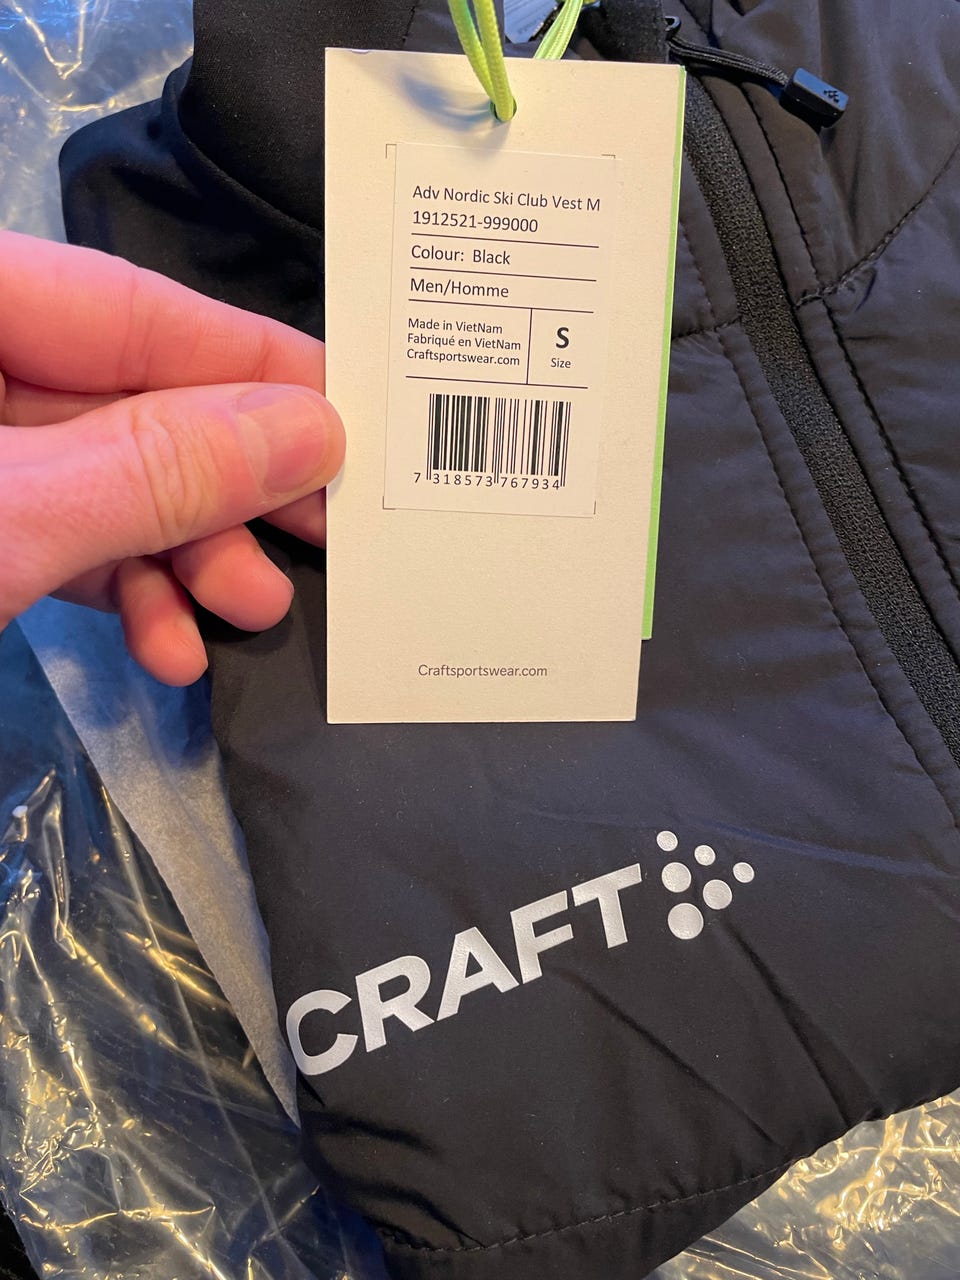 Adv Nordic Ski Club Vest M
1912521-999000
Colour: Black
Men/Homme
Made in VietNam
Fabriqué en VietNam
Craftsportswear.com
S
Size
7 318573 767934
Craftsportswear.com
CRAFT